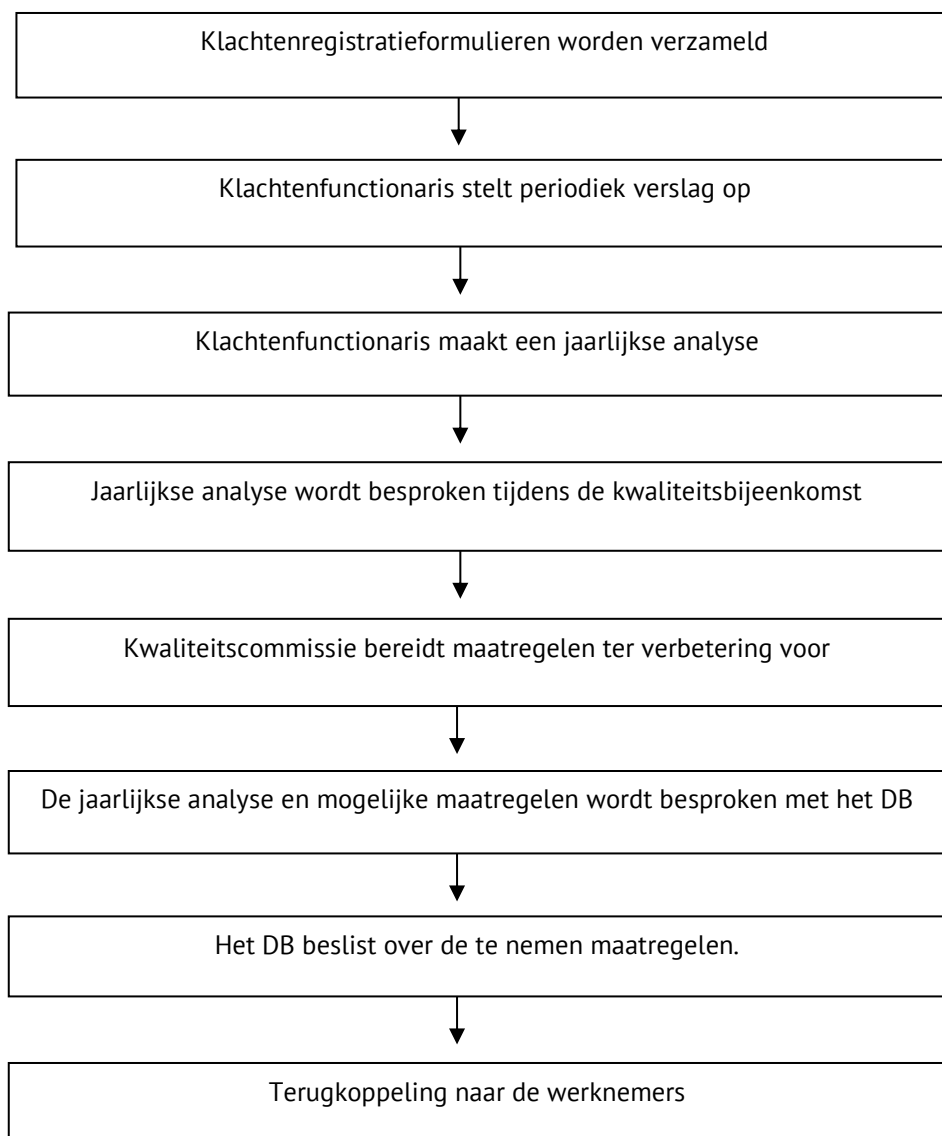 Klachtenregistratieformulieren worden verzameld
Klachtenfunctionaris stelt periodiek verslag op
Klachtenfunctionaris maakt een jaarlijkse analyse
Jaarlijkse analyse wordt besproken tijdens de kwaliteitsbijeenkomst
Kwaliteitscommissie bereidt maatregelen ter verbetering voor
De jaarlijkse analyse en mogelijke maatregelen wordt besproken met het DB
Het DB beslist over de te nemen maatregelen.
Terugkoppeling naar de werknemers